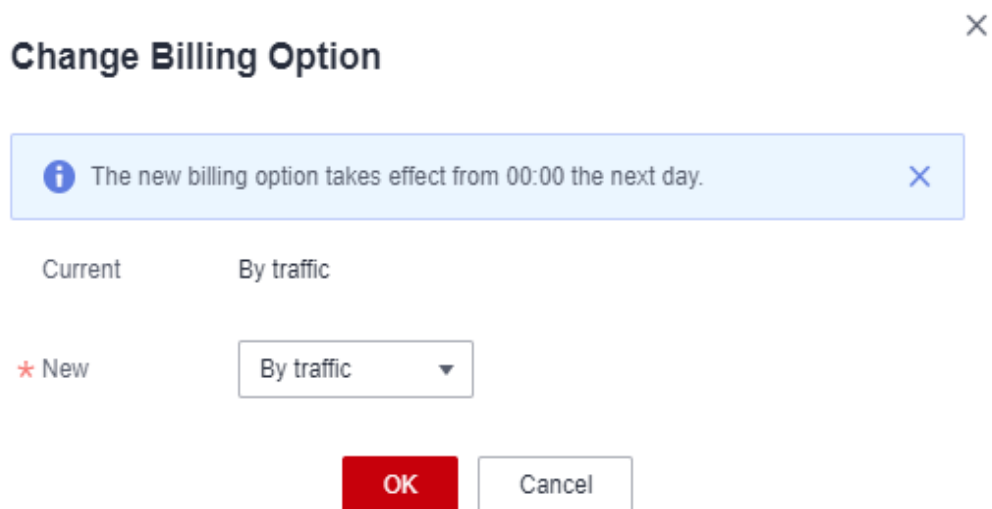 Change Billing Option
The new billing option takes effect from 00:00 the next day.
Current By traffic
* New By traffic
OK Cancel